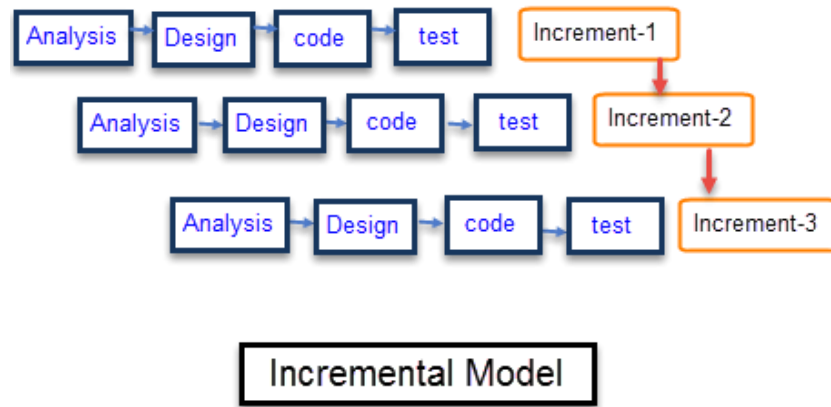 Analysis Design code test Increment-1
Analysis Design code test Increment-2
Analysis Design code test Increment-3
Incremental Model